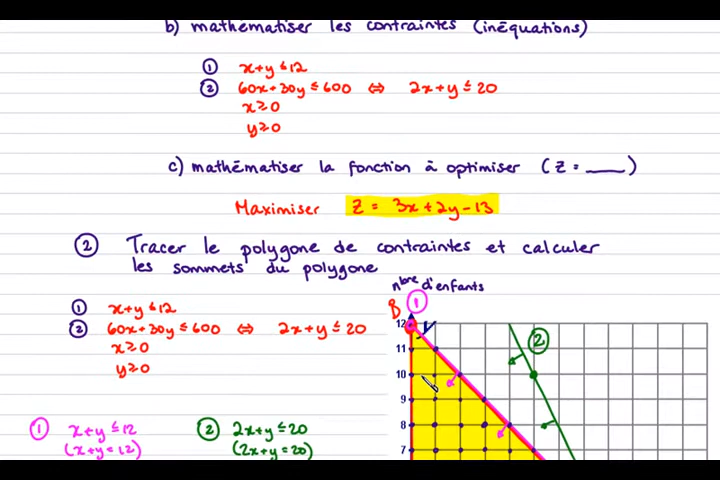 b) mathématiser les contraintes (inéquations)
① x+y ≤ 12
② 60x+30y ≤ 600 ⇔ 2x+y ≤ 20
x ≥ 0
y ≥ 0
c) mathématiser la fonction à optimiser (Z = ___)
Maximiser Z = 3x + 2y - 13
② Tracer le polygone de contraintes et calculer
les sommets du polygone
nbre d'enfants
① x+y ≤ 12
② 60x+30y ≤ 600 ⇔ 2x+y ≤ 20
x ≥ 0
y ≥ 0
B ①
y
②
12
11
10
9
8
7
① x+y ≤ 12
(x+y = 12)
② 2x+y ≤ 20
(2x+y = 20)